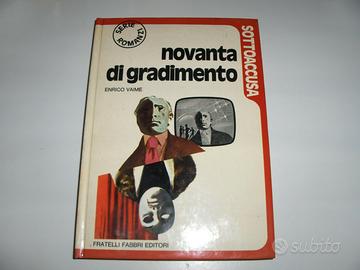 SERIE
ROMANZI
SOTTOACCUSA
novanta
di gradimento
ENRICO VAIME
FRATELLI FABBRI EDITORI
subito